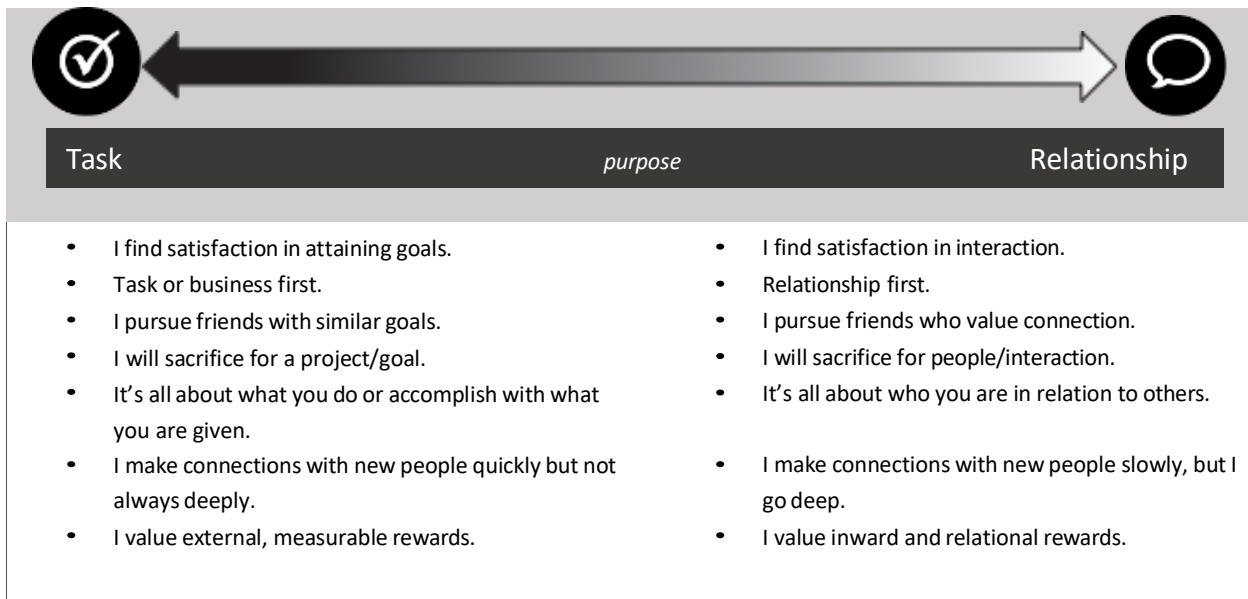 Task purpose Relationship
• I find satisfaction in attaining goals.
• Task or business first.
• I pursue friends with similar goals.
• I will sacrifice for a project/goal.
• It’s all about what you do or accomplish with what
you are given.
• I make connections with new people quickly but not
always deeply.
• I value external, measurable rewards.
• I find satisfaction in interaction.
• Relationship first.
• I pursue friends who value connection.
• I will sacrifice for people/interaction.
• It’s all about who you are in relation to others.
• I make connections with new people slowly, but I
go deep.
• I value inward and relational rewards.